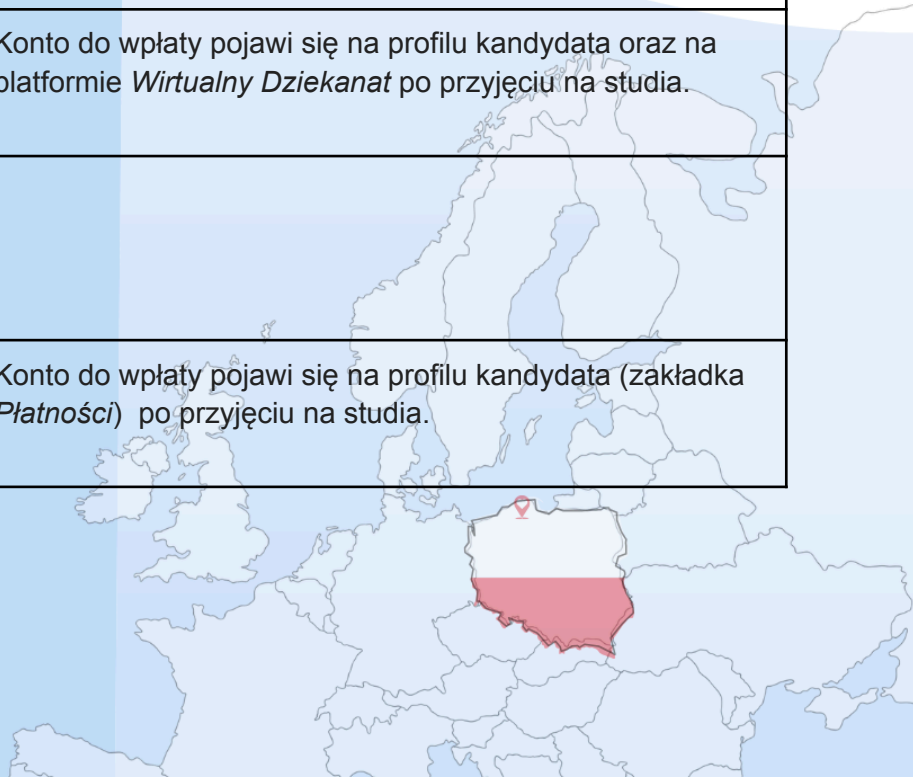 Konto do wpłaty pojawi się na profilu kandydata oraz na
platformie Wirtualny Dziekanat po przyjęciu na studia.
Konto do wpłaty pojawi się na profilu kandydata (zakładka
Płatności) po przyjęciu na studia.